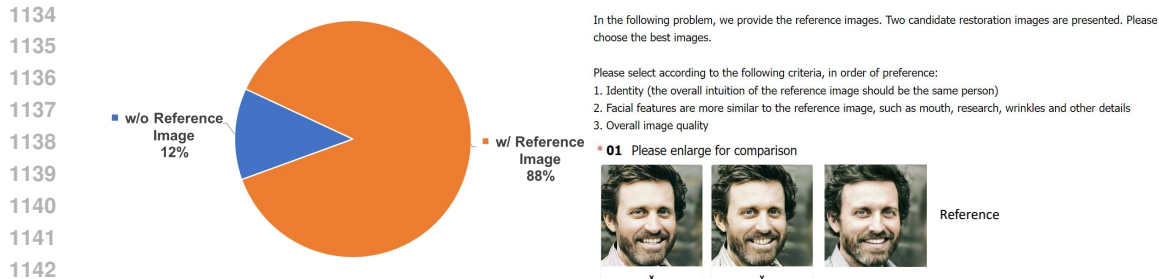 1134
1135
1136
1137
1138
1139
1140
1141
1142
w/o Reference
Image
12%
w/ Reference
Image
88%
In the following problem, we provide the reference images. Two candidate restoration images are presented. Please
choose the best images.
Please select according to the following criteria, in order of preference:
1. Identity (the overall intuition of the reference image should be the same person)
2. Facial features are more similar to the reference image, such as mouth, research, wrinkles and other details
3. Overall image quality
* 01 Please enlarge for comparison
Reference